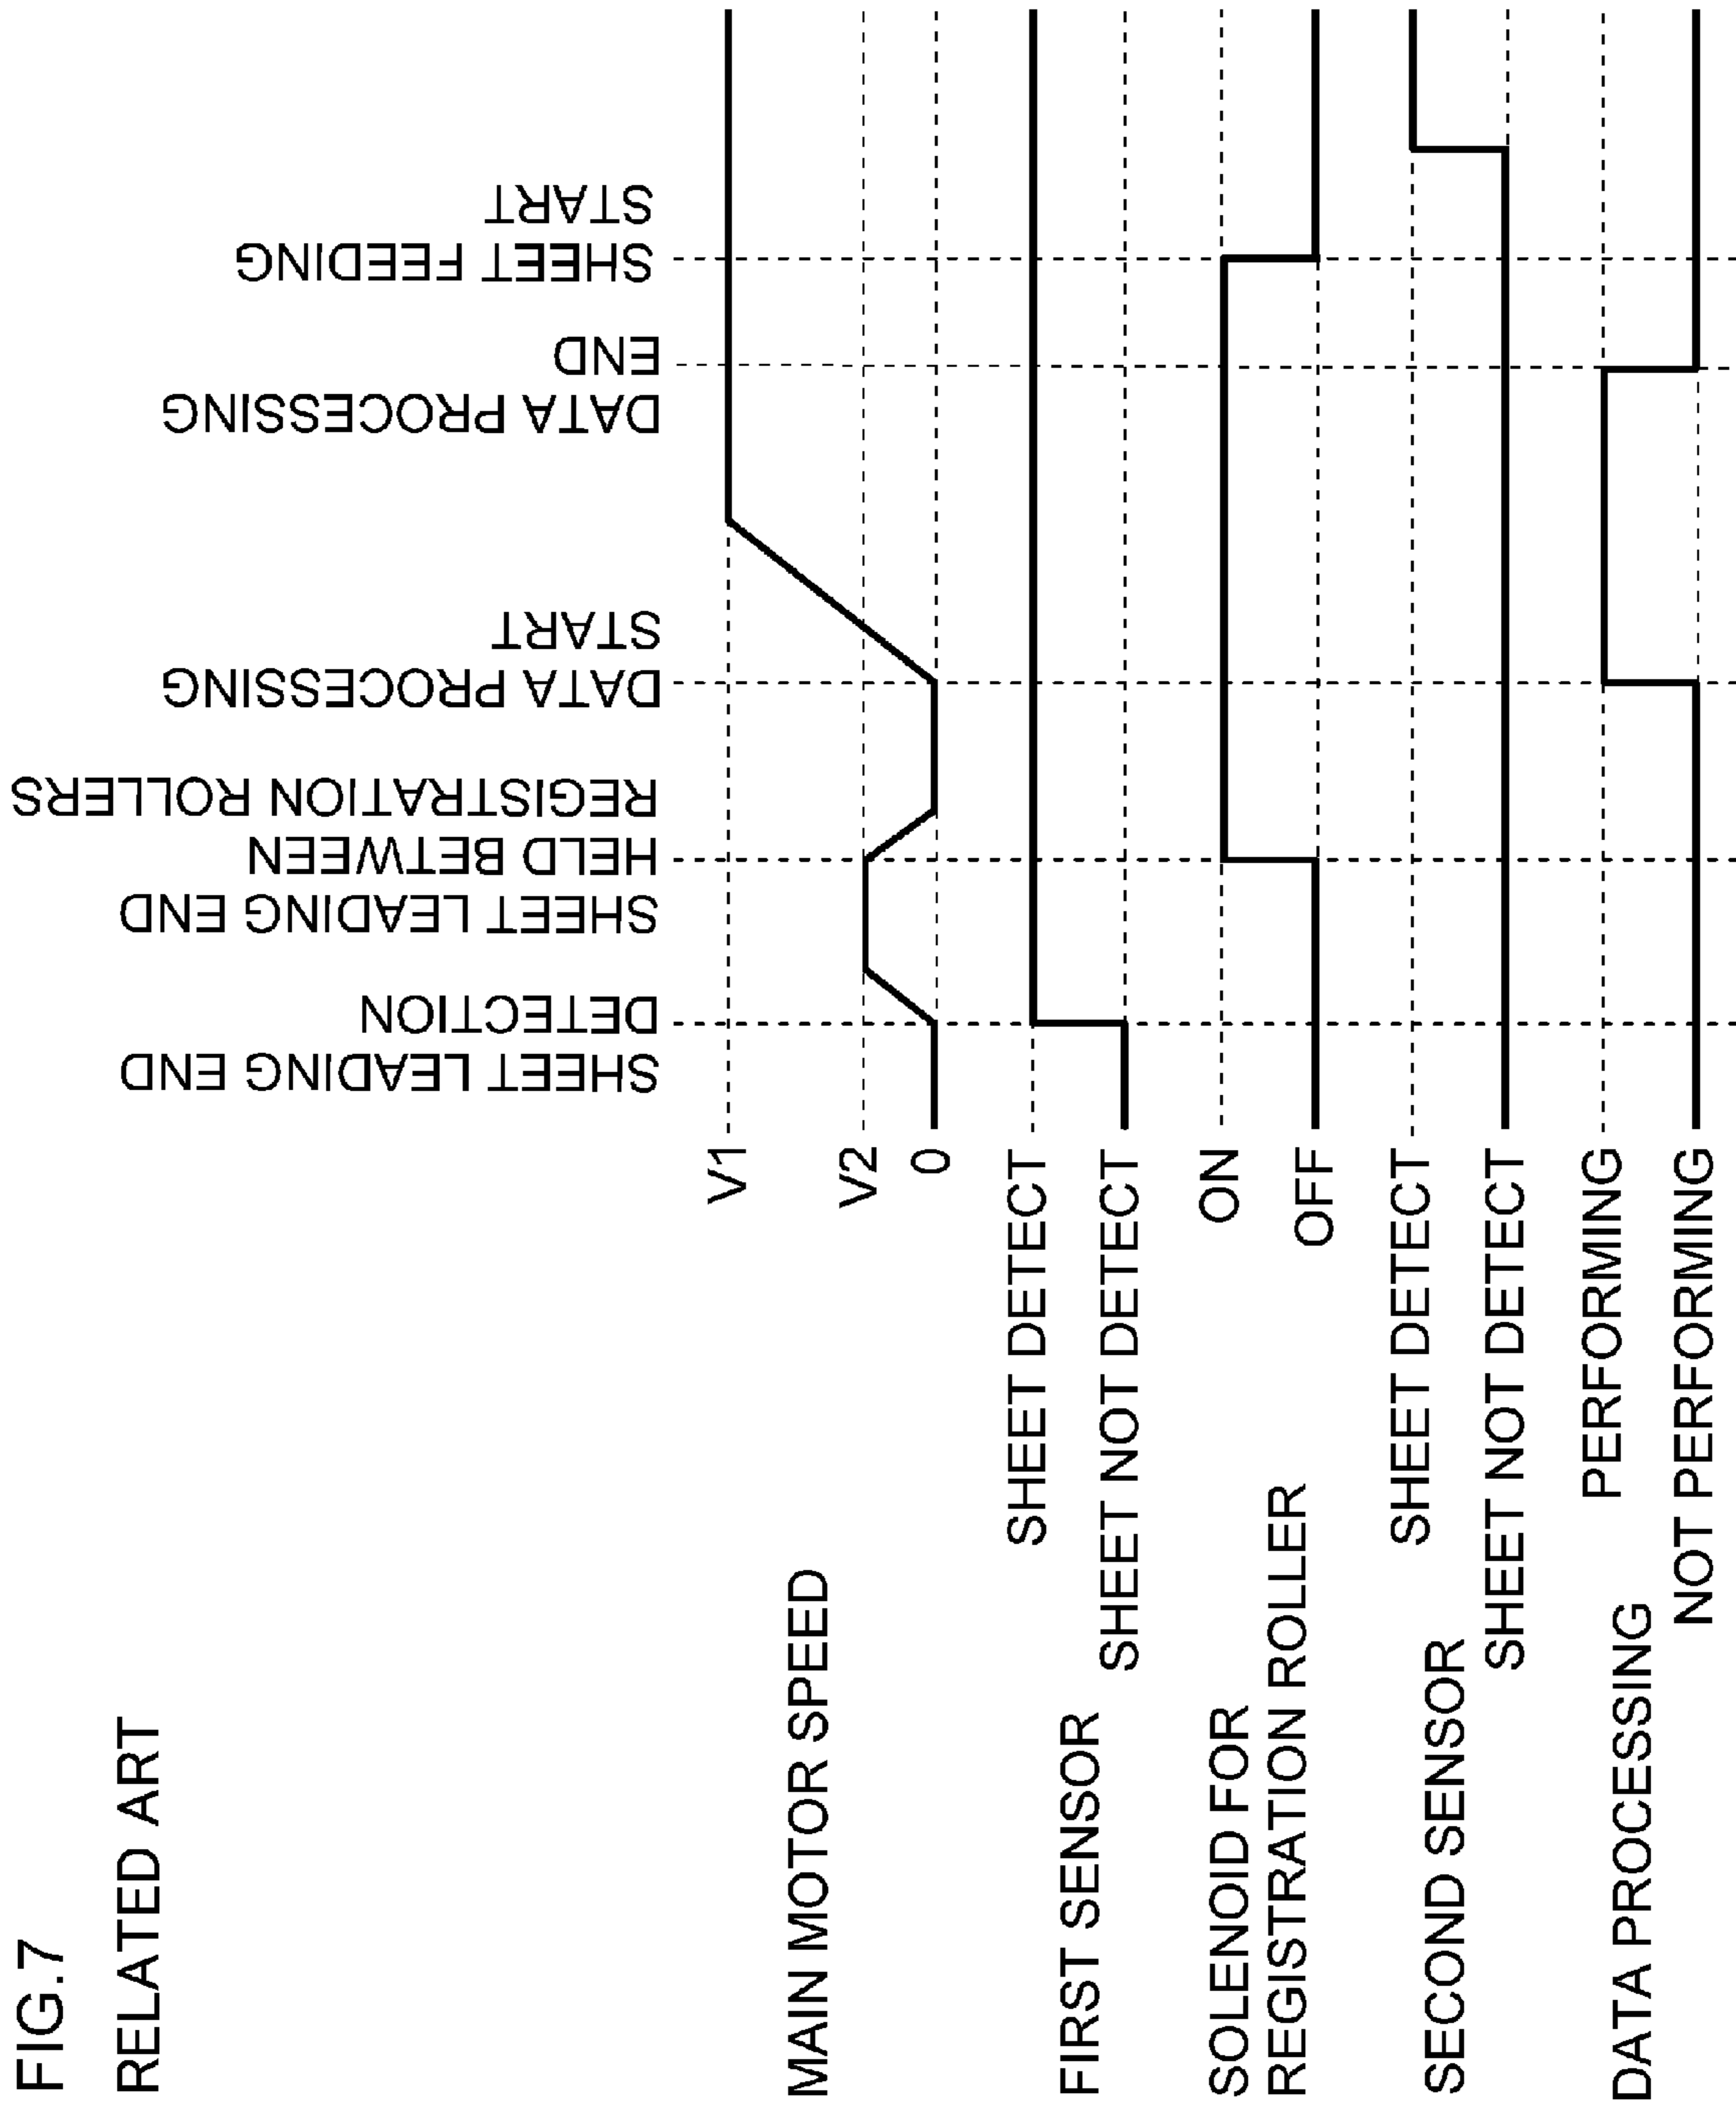 FIG.7
RELATED ART
SHEET LEADING END
DETECTION
SHEET LEADING END
HELD BETWEEN
REGISTRATION ROLLERS
DATA PROCESSING
START
DATA PROCESSING
END
SHEET FEEDING
START
MAIN MOTOR SPEED
V1
V2
0
FIRST SENSOR
SHEET DETECT
SHEET NOT DETECT
SOLENOID FOR
REGISTRATION ROLLER
ON
OFF
SECOND SENSOR
SHEET DETECT
SHEET NOT DETECT
DATA PROCESSING
PERFORMING
NOT PERFORMING